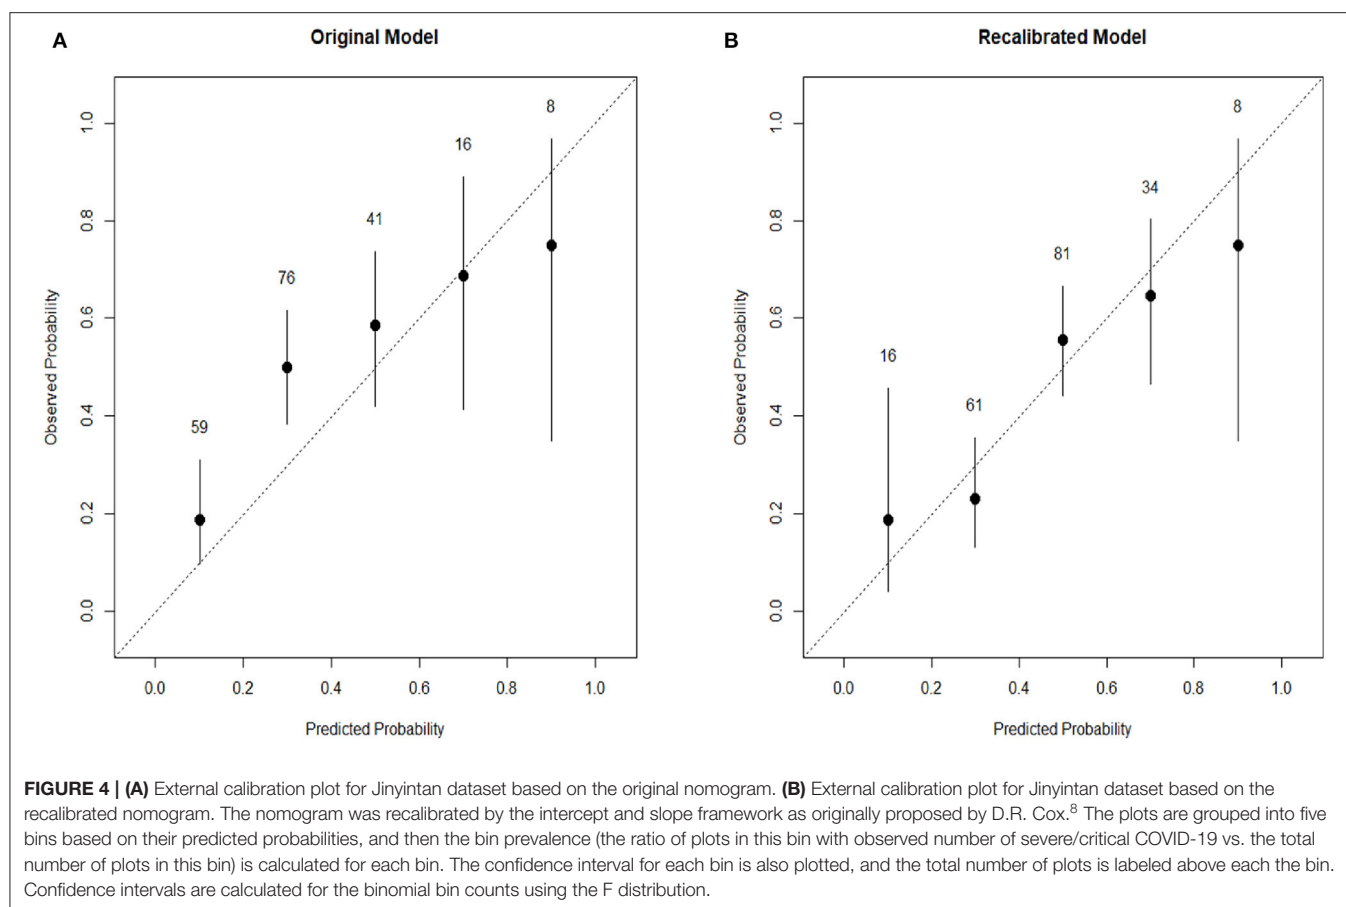 A
Original Model
1.0
0.8
0.6
0.4
0.2
0.0
Observed Probability
59
76
41
16
8
0.0 0.2 0.4 0.6 0.8 1.0
Predicted Probability
B
Recalibrated Model
1.0
0.8
0.6
0.4
0.2
0.0
Observed Probability
16
61
81
34
8
0.0 0.2 0.4 0.6 0.8 1.0
Predicted Probability
FIGURE 4 | (A) External calibration plot for Jinyintan dataset based on the original nomogram. (B) External calibration plot for Jinyintan dataset based on the
recalibrated nomogram. The nomogram was recalibrated by the intercept and slope framework as originally proposed by D.R. Cox.⁸ The plots are grouped into five
bins based on their predicted probabilities, and then the bin prevalence (the ratio of plots in this bin with observed number of severe/critical COVID-19 vs. the total
number of plots in this bin) is calculated for each bin. The confidence interval for each bin is also plotted, and the total number of plots is labeled above each the bin.
Confidence intervals are calculated for the binomial bin counts using the F distribution.